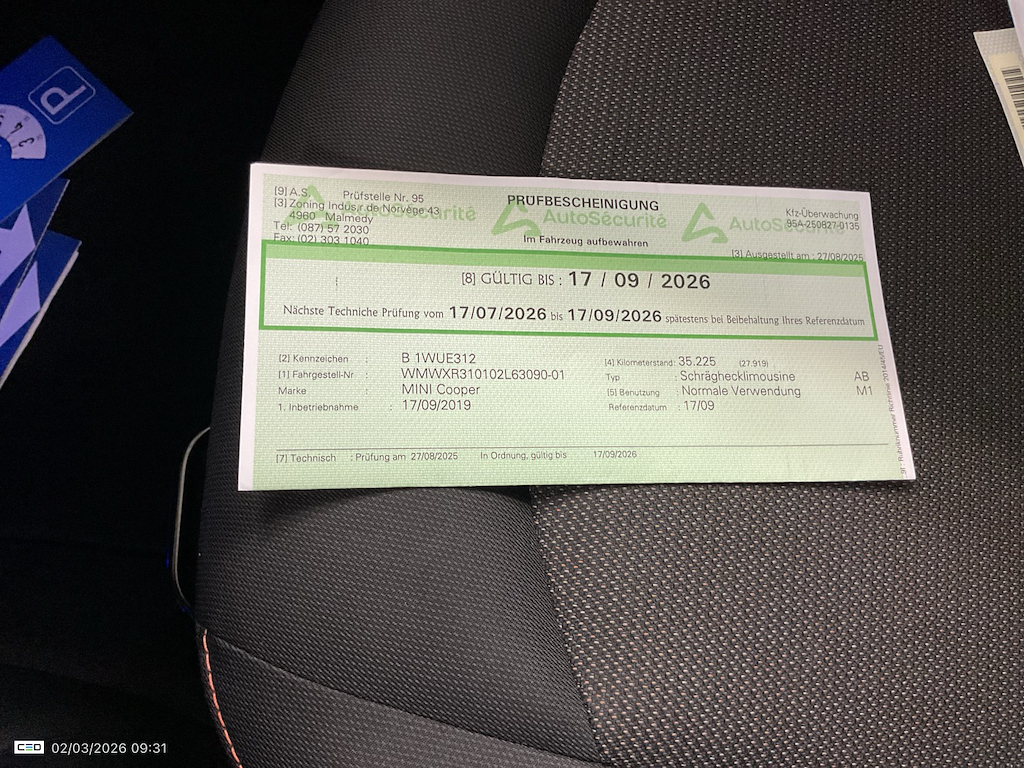 [9] A.S. Prüfstelle Nr. 95
[3] Zoning Indus.r.de Norvège 43
4960 Malmedy
Tel: (087) 57 2030
Fax: (02) 303 1040
PRÜFBESCHEINIGUNG
AutoSécurité
Im Fahrzeug aufbewahren
AutoSécurité
Kfz-Überwachung
95A-250827-0135
[3] Ausgestellt am : 27/08/2025
[8] GÜLTIG BIS : 17 / 09 / 2026
Nächste Techniche Prüfung vom 17/07/2026 bis 17/09/2026 spätestens bei Beibehaltung Ihres Referenzdatum
[2] Kennzeichen : B 1WUE312
[1] Fahrgestell-Nr : WMWXR310102L63090-01
Marke : MINI Cooper
1. Inbetriebnahme : 17/09/2019
[4] Kilometerstand: 35.225 (27.919)
Typ : Schräghecklimousine AB
[5] Benutzung : Normale Verwendung M1
Referenzdatum : 17/09
[7] Technisch : Prüfung am 27/08/2025 In Ordnung, gültig bis 17/09/2026
P
CEO 02/03/2026 09:31